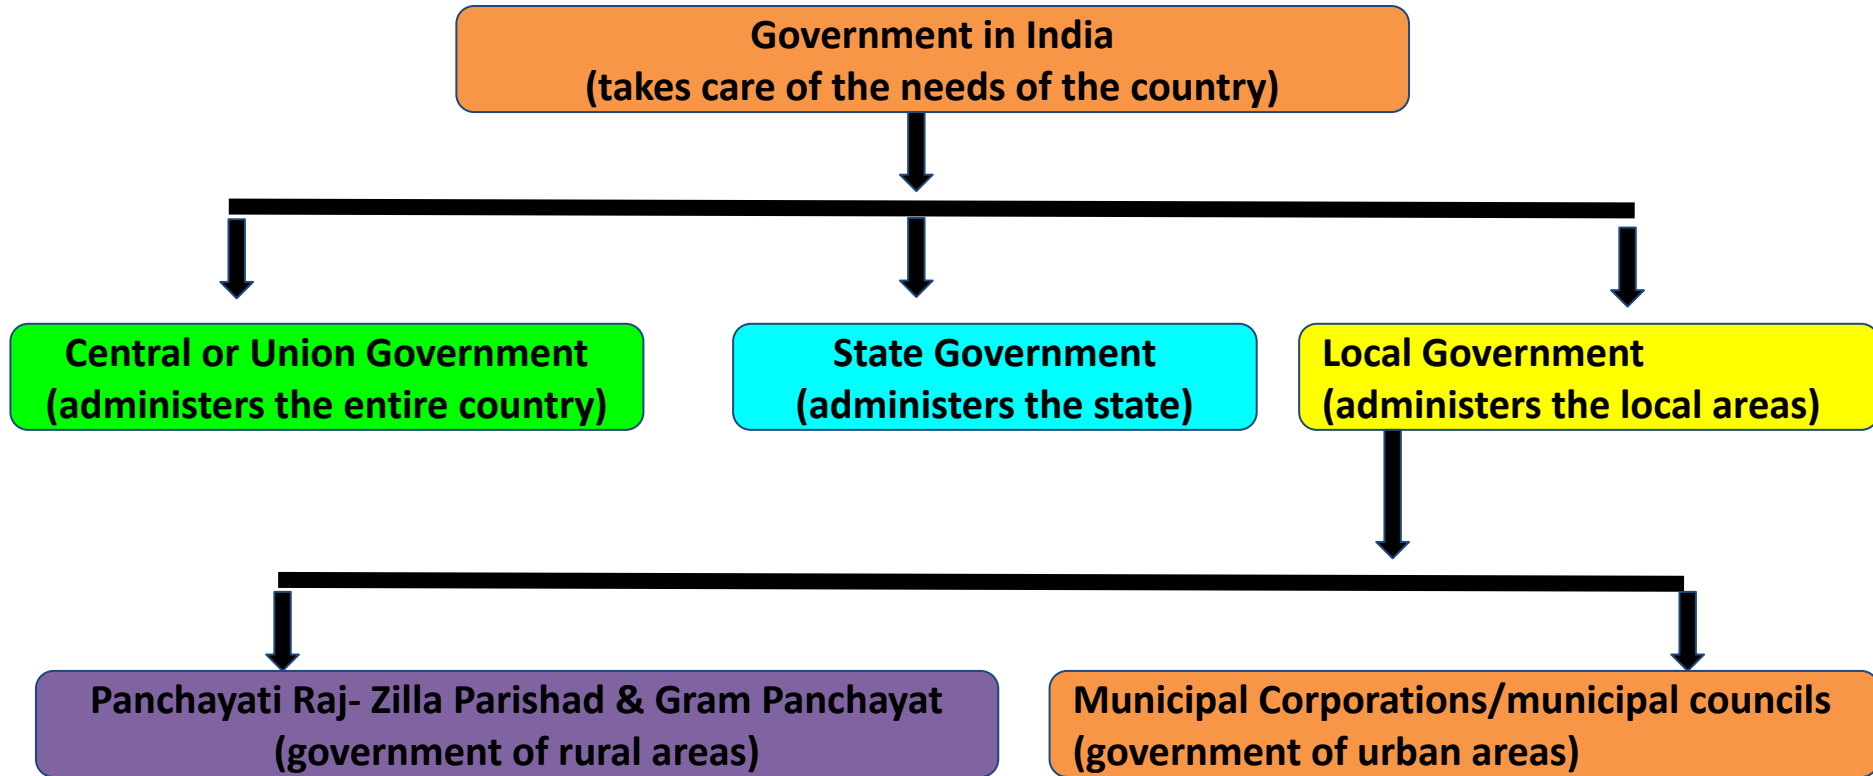 Government in India
(takes care of the needs of the country)
Central or Union Government
(administers the entire country)
State Government
(administers the state)
Local Government
(administers the local areas)
Panchayati Raj- Zilla Parishad & Gram Panchayat
(government of rural areas)
Municipal Corporations/municipal councils
(government of urban areas)